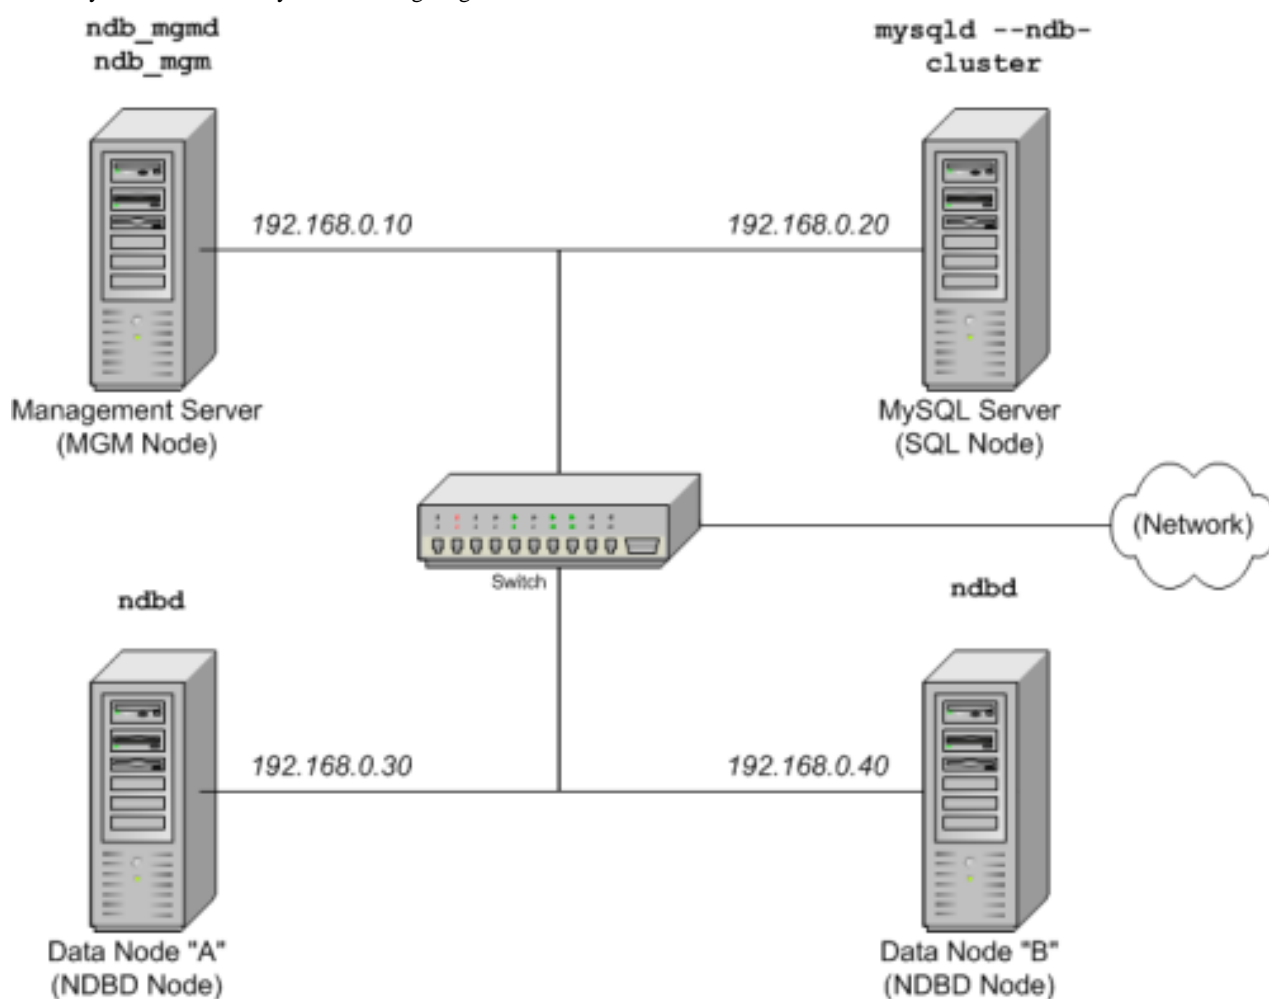 ndb_mgmd
ndb_mgm
mysqld --ndb-
cluster
192.168.0.10
192.168.0.20
Management Server
(MGM Node)
MySQL Server
(SQL Node)
(Network)
Switch
ndbd
ndbd
192.168.0.30
192.168.0.40
Data Node "A"
(NDBD Node)
Data Node "B"
(NDBD Node)